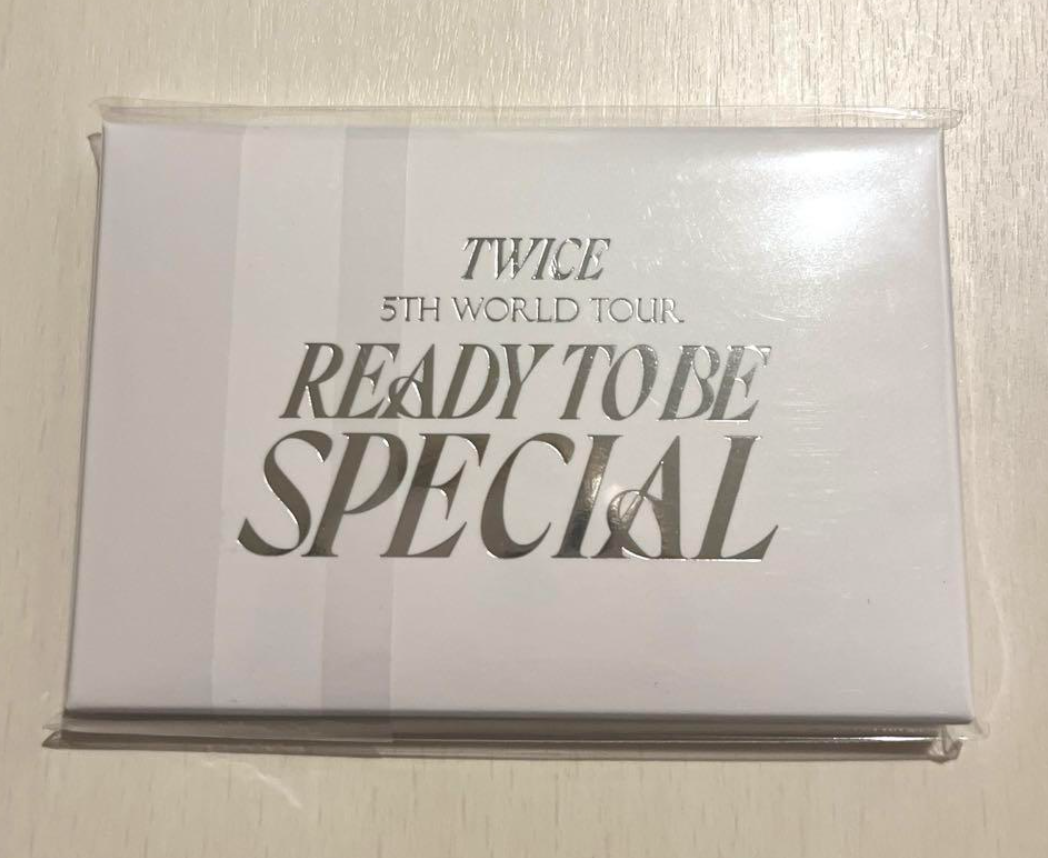 TWICE
5TH WORLD TOUR
READY TO BE
SPECIAL